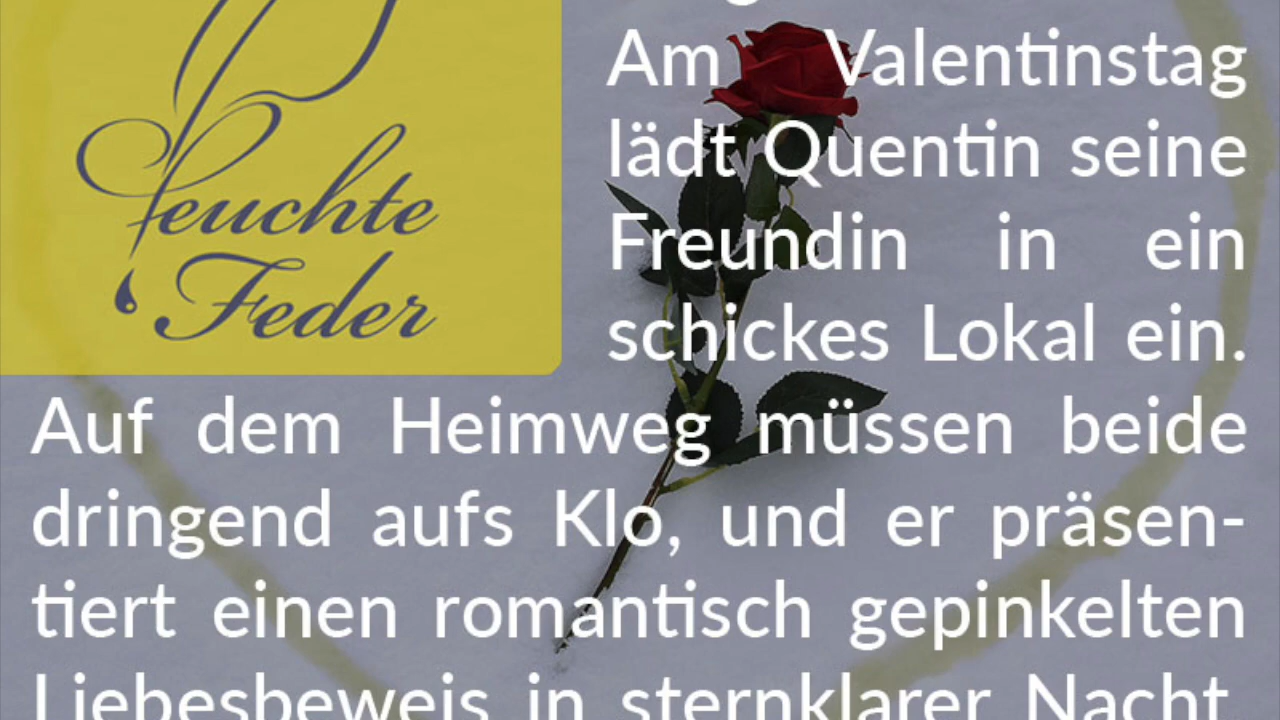 Feuchte
Feder
Am Valentinstag
lädt Quentin seine
Freundin in ein
schickes Lokal ein.
Auf dem Heimweg müssen beide
dringend aufs Klo, und er präsen-
tiert einen romantisch gepinkelten
Liebesbeweis in sternklarer Nacht.